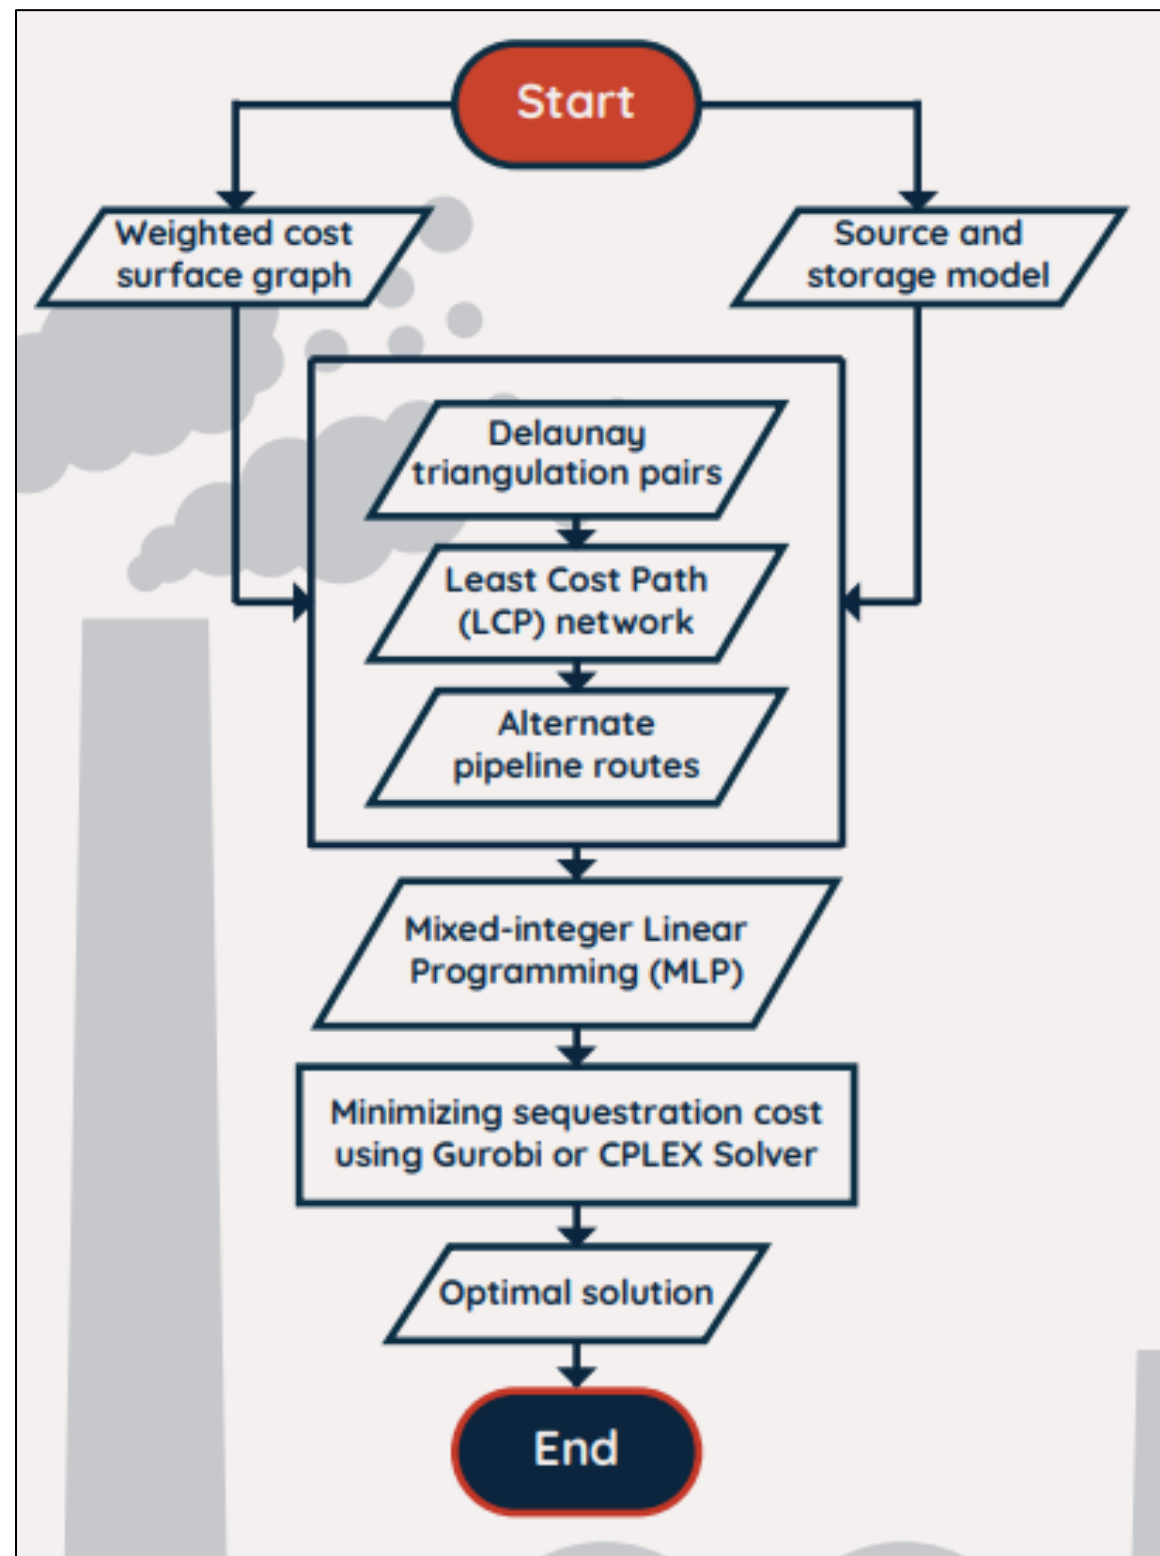 Start
Weighted cost
surface graph
Source and
storage model
Delaunay
triangulation pairs
Least Cost Path
(LCP) network
Alternate
pipeline routes
Mixed-integer Linear
Programming (MLP)
Minimizing sequestration cost
using Gurobi or CPLEX Solver
Optimal solution
End